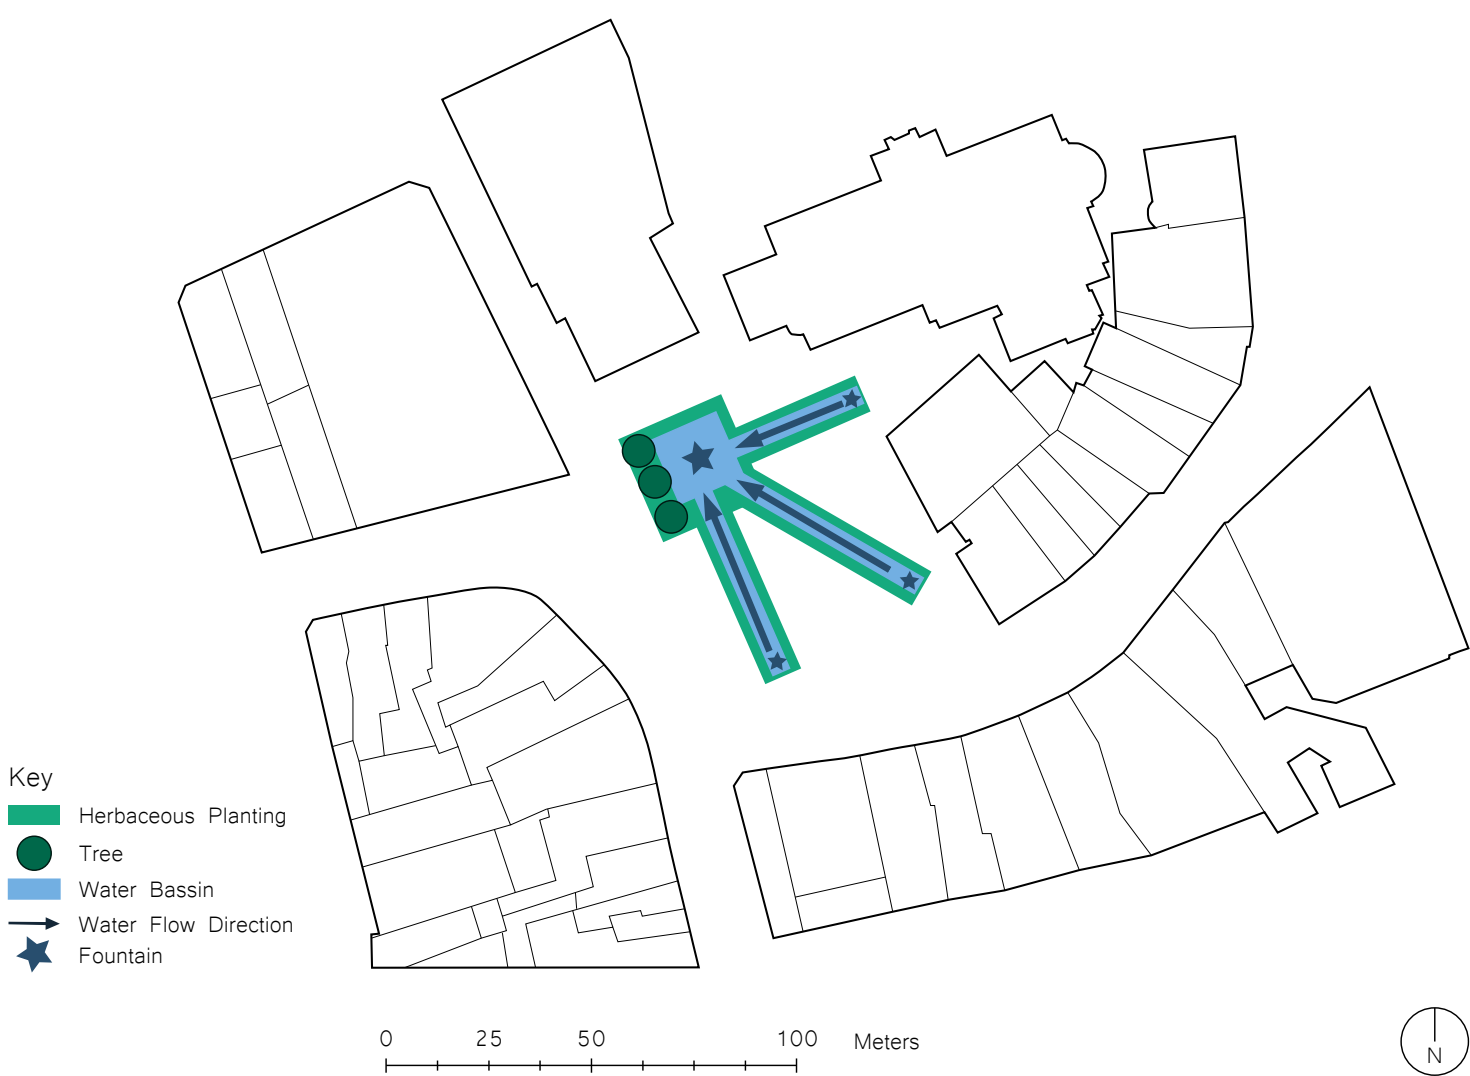 Key
Herbaceous Planting
Tree
Water Bassin
Water Flow Direction
Fountain
0 25 50 100 Meters
N